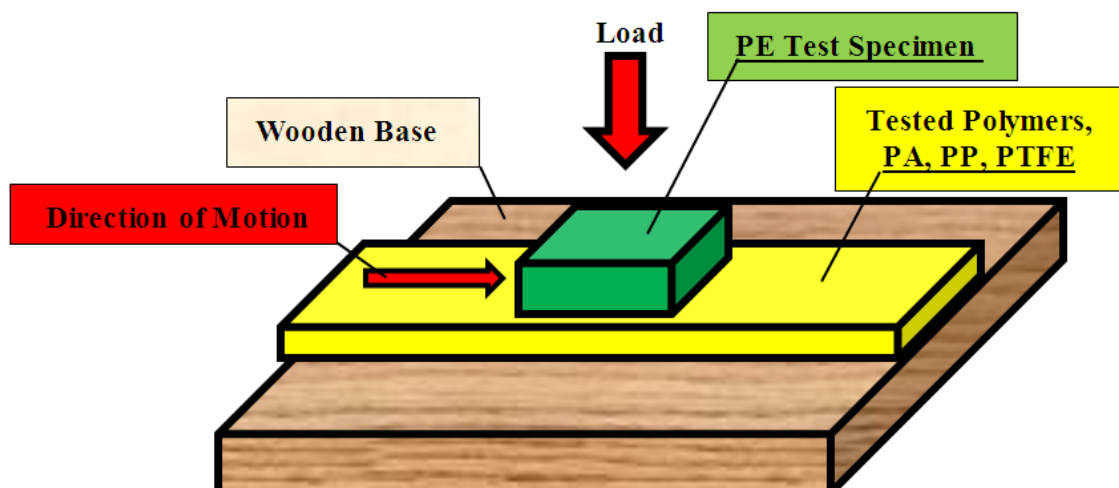 Load
PE Test Specimen
Wooden Base
Tested Polymers,
PA, PP, PTFE
Direction of Motion